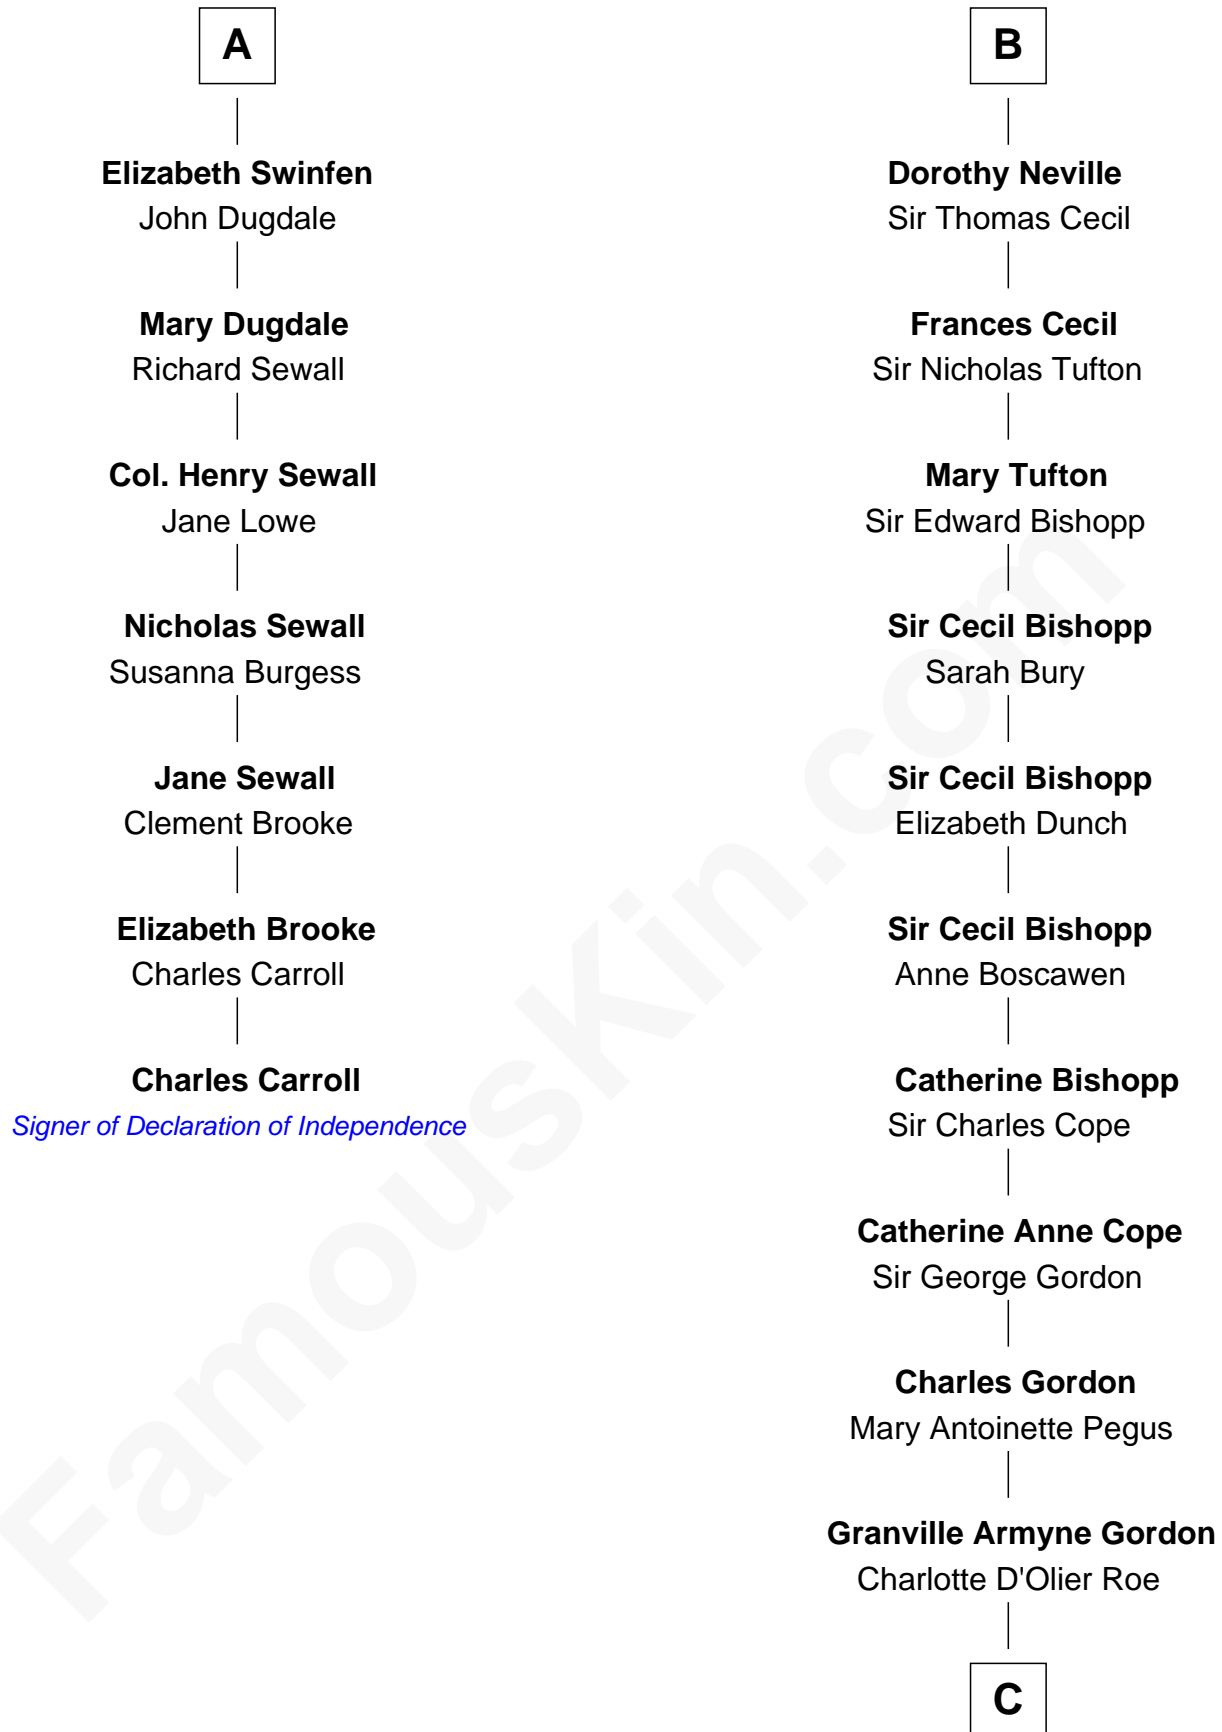 A
Elizabeth Swinfen
John Dugdale
Mary Dugdale
Richard Sewall
Col. Henry Sewall
Jane Lowe
Nicholas Sewall
Susanna Burgess
Jane Sewall
Clement Brooke
Elizabeth Brooke
Charles Carroll
Charles Carroll
Signer of Declaration of Independence
B
Dorothy Neville
Sir Thomas Cecil
Frances Cecil
Sir Nicholas Tufton
Mary Tufton
Sir Edward Bishopp
Sir Cecil Bishopp
Sarah Bury
Sir Cecil Bishopp
Elizabeth Dunch
Sir Cecil Bishopp
Anne Boscawen
Catherine Bishopp
Sir Charles Cope
Catherine Anne Cope
Sir George Gordon
Charles Gordon
Mary Antoinette Pegus
Granville Armyne Gordon
Charlotte D'Olier Roe
C
FamousKin.com